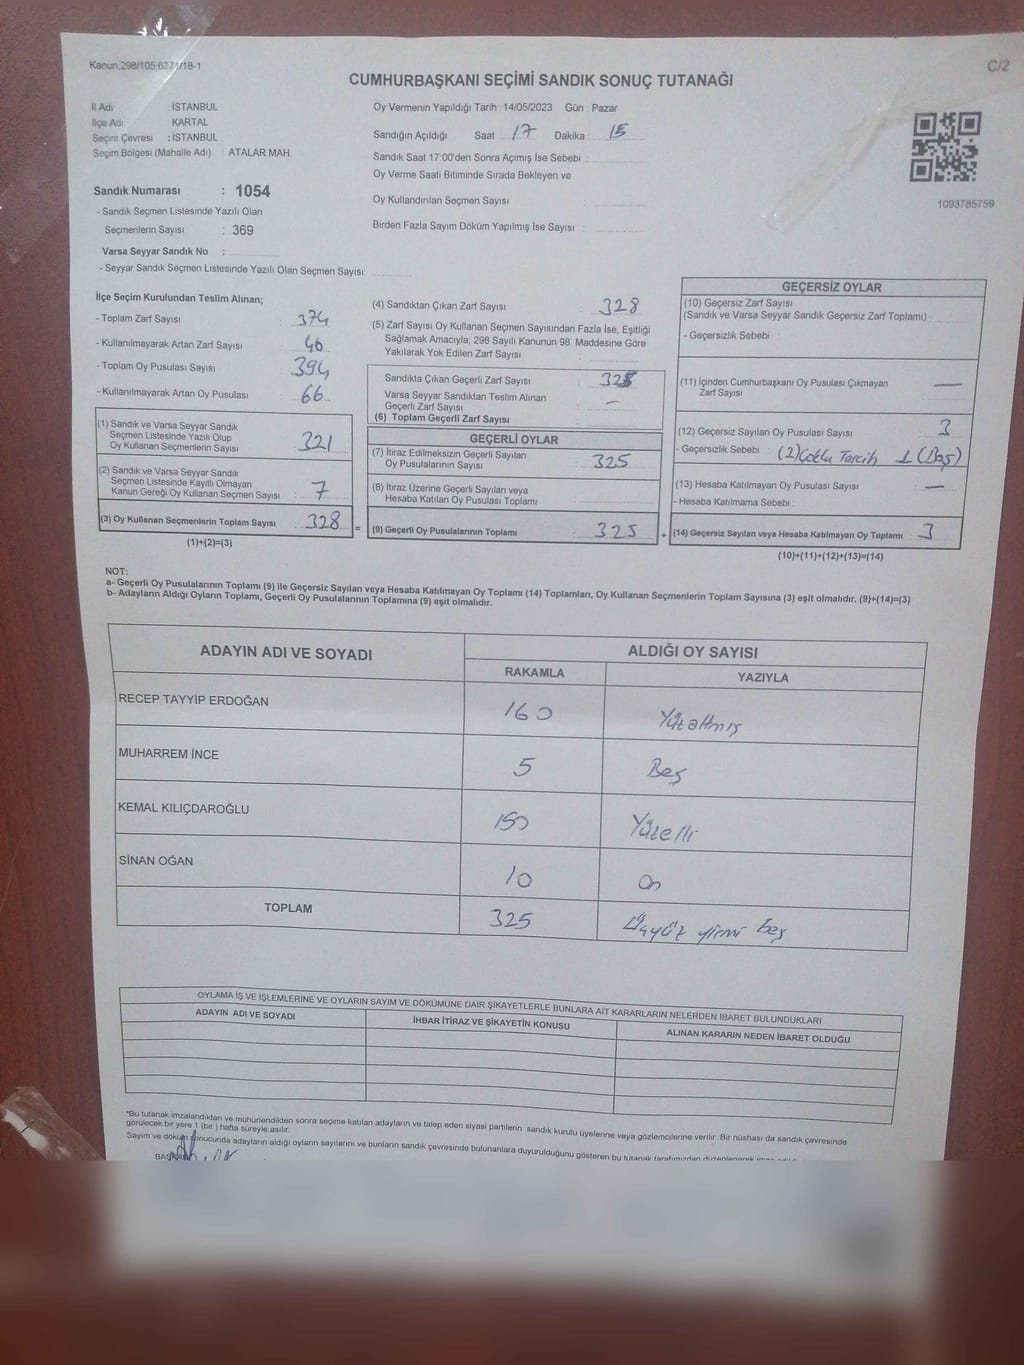 Kanun,298/105,6271/18-1
C/2
CUMHURBAŞKANI SEÇİMİ SANDIK SONUÇ TUTANAĞI
İl Adı : İSTANBUL
İlçe Adı : KARTAL
Seçim Çevresi : İSTANBUL
Seçim Bölgesi (Mahalle Adı) : ATALAR MAH
Sandık Numarası : 1054
- Sandık Seçmen Listesinde Yazılı Olan
Seçmenlerin Sayısı : 369
Varsa Seyyar Sandık No :
- Seyyar Sandık Seçmen Listesinde Yazılı Olan Seçmen Sayısı
Oy Vermenin Yapıldığı Tarih : 14/05/2023 Gün : Pazar
Sandığın Açıldığı Saat 17 Dakika : 15
Sandık Saat 17:00'den Sonra Açımış İse Sebebi
Oy Verme Saati Bitiminde Sırada Bekleyen ve
Oy Kullandırılan Seçmen Sayısı :
Birden Fazla Sayım Döküm Yapılmış İse Sayısı :
1093785759
İlçe Seçim Kurulundan Teslim Alınan;
- Toplam Zarf Sayısı : 374
- Kullanılmayarak Artan Zarf Sayısı : 46
- Toplam Oy Pusulası Sayısı : 394
- Kullanılmayarak Artan Oy Pusulası : 66
(1) Sandık ve Varsa Seyyar Sandık
Seçmen Listesinde Yazılı Olup
Oy Kullanan Seçmenlerin Sayısı : 321
(2) Sandık ve Varsa Seyyar Sandık
Seçmen Listesinde Kayıtlı Olmayan
Kanun Gereği Oy Kullanan Seçmen Sayısı : 7
(3) Oy Kullanan Seçmenlerin Toplam Sayısı : 328
(1)+(2)=(3)
=
(4) Sandıktan Çıkan Zarf Sayısı : 328
(5) Zarf Sayısı Oy Kullanan Seçmen Sayısından Fazla İse, Eşitliği
Sağlamak Amacıyla; 298 Sayılı Kanunun 98. Maddesine Göre
Yakılarak Yok Edilen Zarf Sayısı :
Sandıkta Çıkan Geçerli Zarf Sayısı : 328
Varsa Seyyar Sandıktan Teslim Alınan
Geçerli Zarf Sayısı : —
(6) Toplam Geçerli Zarf Sayısı :
GEÇERLİ OYLAR
(7) İtiraz Edilmeksizin Geçerli Sayılan
Oy Pusulalarının Sayısı : 325
(8) İtiraz Üzerine Geçerli Sayılan veya
Hesaba Katılan Oy Pusulası Toplamı :
(9) Geçerli Oy Pusulalarının Toplamı : 325
+
GEÇERSİZ OYLAR
(10) Geçersiz Zarf Sayısı
(Sandık ve Varsa Seyyar Sandık Geçersiz Zarf Toplamı) :
- Geçersizlik Sebebi :
(11) İçinden Cumhurbaşkanı Oy Pusulası Çıkmayan
Zarf Sayısı : —
(12) Geçersiz Sayılan Oy Pusulası Sayısı : 3
- Geçersizlik Sebebi : (2) Çoklu Tercih 1 (Boş)
(13) Hesaba Katılmayan Oy Pusulası Sayısı : —
- Hesaba Katılmama Sebebi :
(14) Geçersiz Sayılan veya Hesaba Katılmayan Oy Toplamı : 3
(10)+(11)+(12)+(13)=(14)
NOT:
a- Geçerli Oy Pusulalarının Toplamı (9) ile Geçersiz Sayılan veya Hesaba Katılmayan Oy Toplamı (14) Toplamları, Oy Kullanan Seçmenlerin Toplam Sayısına (3) eşit olmalıdır. (9)+(14)=(3)
b- Adayların Aldığı Oyların Toplamı, Geçerli Oy Pusulalarının Toplamına (9) eşit olmalıdır.
ADAYIN ADI VE SOYADI ALDIĞI OY SAYISI
RAKAMLA YAZIYLA
RECEP TAYYİP ERDOĞAN 160 Yüzaltmış
MUHARREM İNCE 5 Beş
KEMAL KILIÇDAROĞLU 150 Yüzelli
SİNAN OĞAN 10 On
TOPLAM 325 Üçyüz yirmi beş
OYLAMA İŞ VE İŞLEMLERİNE VE OYLARIN SAYIM VE DÖKÜMÜNE DAİR ŞİKAYETLERLE BUNLARA AİT KARARLARIN NELERDEN İBARET BULUNDUKLARI
ADAYIN ADI VE SOYADI İHBAR İTİRAZ VE ŞİKAYETİN KONUSU ALINAN KARARIN NEDEN İBARET OLDUĞU
*Bu tutanak imzalandıktan ve mühürlendikten sonra seçime katılan adayların ve talep eden siyasi partilerin sandık kurulu üyelerine veya gözlemcilerine verilir. Bir nüshası da sandık çevresinde
görülecek bir yere 1 (bir) hafta süreyle asılır.
Sayım ve döküm sonucunda adayların aldığı oyların sayılarını ve bunların sandık çevresinde bulunanlara duyurulduğunu gösteren bu tutanak tarafımızdan düzenlenerek
BAŞKAN